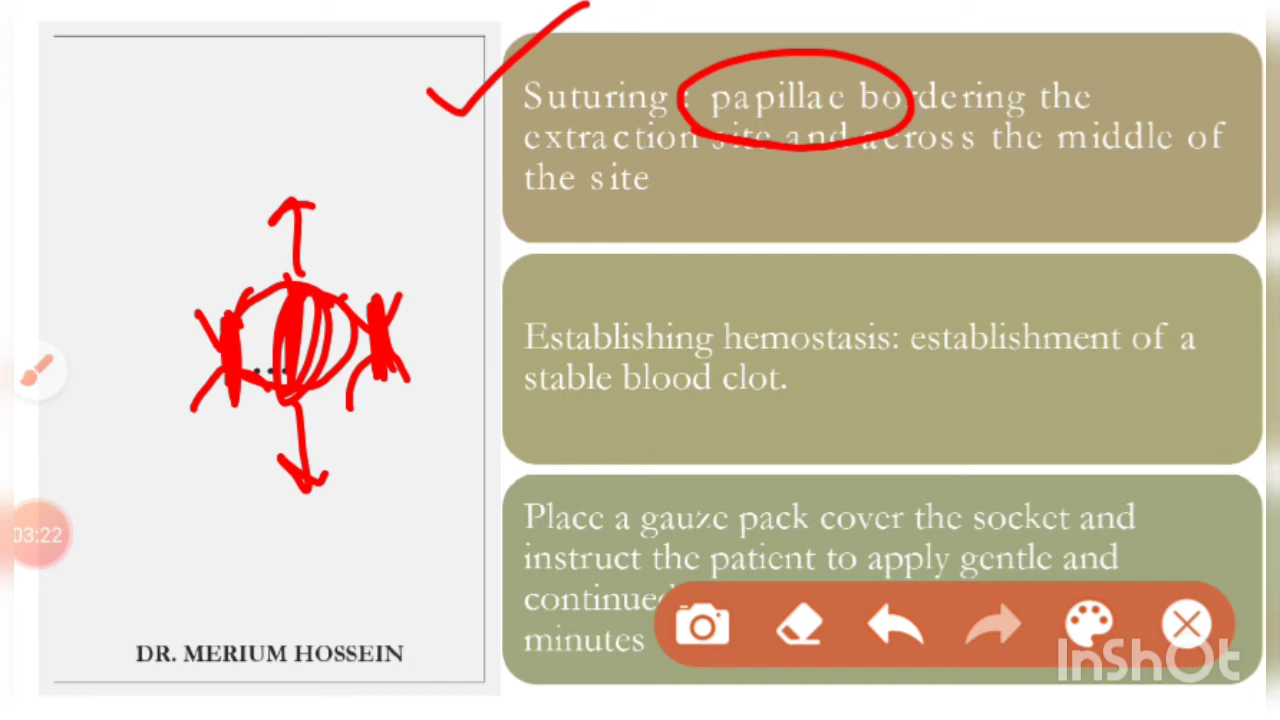 Suturing : papillae bordering the
extraction site and across the middle of
the site
Establishing hemostasis: establishment of a
stable blood clot.
Place a gauze pack cover the socket and
instruct the patient to apply gentle and
continued
minutes
...
DR. MERIUM HOSSEIN
03:22
InShOt